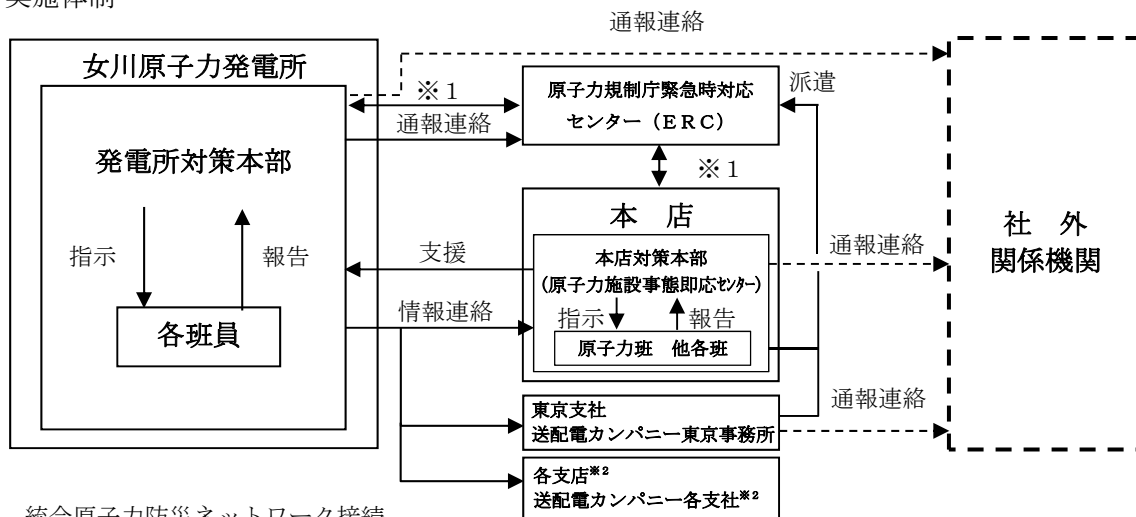 実施体制
通報連絡
女川原子力発電所
発電所対策本部
指示
報告
各班員
※1
通報連絡
支援
情報連絡
原子力規制庁緊急時対応
センター（ERC）
派遣
※1
本 店
本店対策本部
(原子力施設事態即応ｾﾝﾀｰ)
指示
報告
原子力班 他各班
通報連絡
東京支社
送配電カンパニー東京事務所
通報連絡
各支店※2
送配電カンパニー各支社※2
社 外
関係機関
統合原子力防災ネットワーク接続